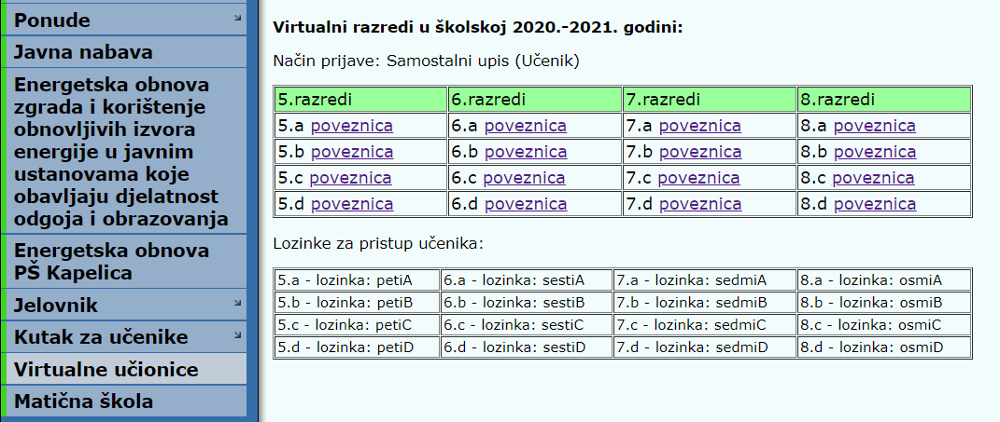 Ponude
Javna nabava
Energetska obnova
zgrada i korištenje
obnovljivih izvora
energije u javnim
ustanovama koje
obavljaju djelatnost
odgoja i obrazovanja
Energetska obnova
PŠ Kapelica
Jelovnik
Kutak za učenike
Virtualne učionice
Matična škola
Virtualni razredi u školskoj 2020.-2021. godini:
Način prijave: Samostalni upis (Učenik)
5.razredi 6.razredi 7.razredi 8.razredi
5.a poveznica 6.a poveznica 7.a poveznica 8.a poveznica
5.b poveznica 6.b poveznica 7.b poveznica 8.b poveznica
5.c poveznica 6.c poveznica 7.c poveznica 8.c poveznica
5.d poveznica 6.d poveznica 7.d poveznica 8.d poveznica
Lozinke za pristup učenika:
5.a - lozinka: petiA 6.a - lozinka: sestiA 7.a - lozinka: sedmiA 8.a - lozinka: osmiA
5.b - lozinka: petiB 6.b - lozinka: sestiB 7.b - lozinka: sedmiB 8.b - lozinka: osmiB
5.c - lozinka: petiC 6.c - lozinka: sestiC 7.c - lozinka: sedmiC 8.c - lozinka: osmiC
5.d - lozinka: petiD 6.d - lozinka: sestiD 7.d - lozinka: sedmiD 8.d - lozinka: osmiD